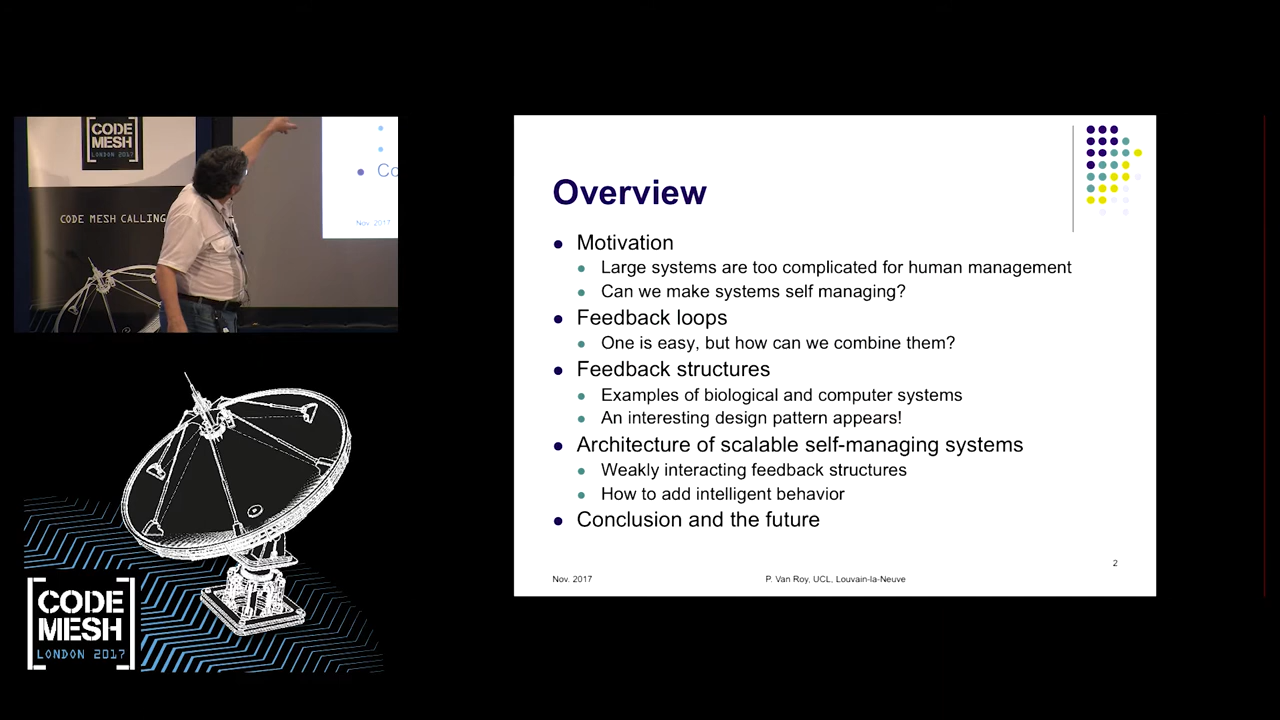 CODE
MESH
LONDON 2017
CODE MESH CALLING
Co
Nov. 2017
Overview
Motivation
Large systems are too complicated for human management
Can we make systems self managing?
Feedback loops
One is easy, but how can we combine them?
Feedback structures
Examples of biological and computer systems
An interesting design pattern appears!
Architecture of scalable self-managing systems
Weakly interacting feedback structures
How to add intelligent behavior
Conclusion and the future
2
Nov. 2017
P. Van Roy, UCL, Louvain-la-Neuve
CODE
MESH
LONDON 2017